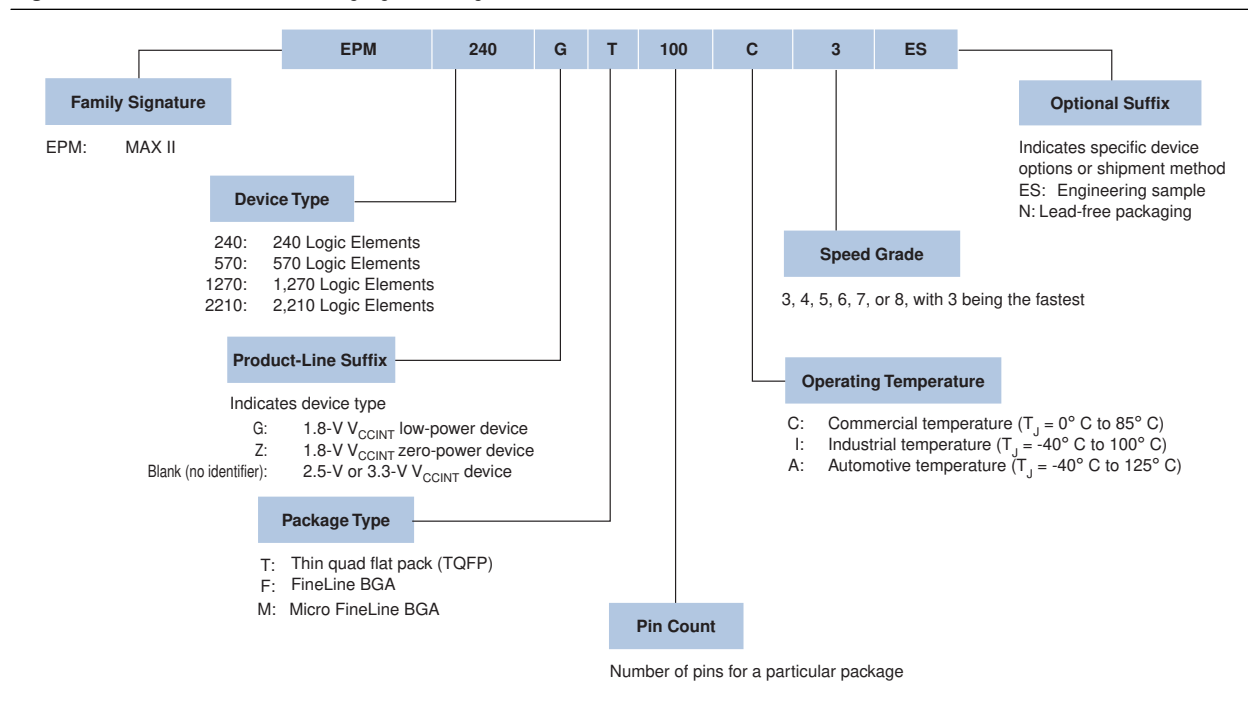 EPM 240 G T 100 C 3 ES
Family Signature
EPM: MAX II
Device Type
240: 240 Logic Elements
570: 570 Logic Elements
1270: 1,270 Logic Elements
2210: 2,210 Logic Elements
Product-Line Suffix
Indicates device type
G: 1.8-V VCCINT low-power device
Z: 1.8-V VCCINT zero-power device
Blank (no identifier): 2.5-V or 3.3-V VCCINT device
Package Type
T: Thin quad flat pack (TQFP)
F: FineLine BGA
M: Micro FineLine BGA
Pin Count
Number of pins for a particular package
Operating Temperature
C: Commercial temperature (TJ = 0° C to 85° C)
I: Industrial temperature (TJ = -40° C to 100° C)
A: Automotive temperature (TJ = -40° C to 125° C)
Speed Grade
3, 4, 5, 6, 7, or 8, with 3 being the fastest
Optional Suffix
Indicates specific device
options or shipment method
ES: Engineering sample
N: Lead-free packaging